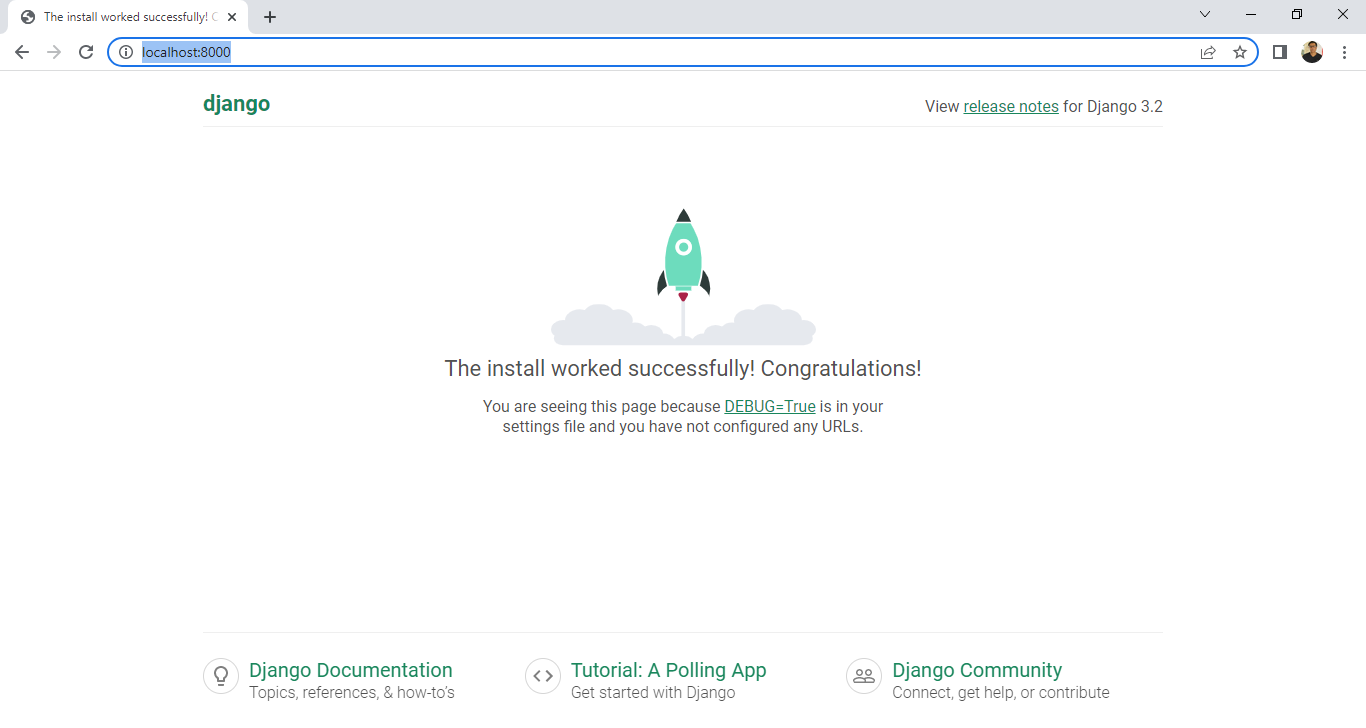 The install worked successfully! C
localhost:8000
django
View release notes for Django 3.2
The install worked successfully! Congratulations!
You are seeing this page because DEBUG=True is in your
settings file and you have not configured any URLs.
Django Documentation
Topics, references, & how-to’s
Tutorial: A Polling App
Get started with Django
Django Community
Connect, get help, or contribute